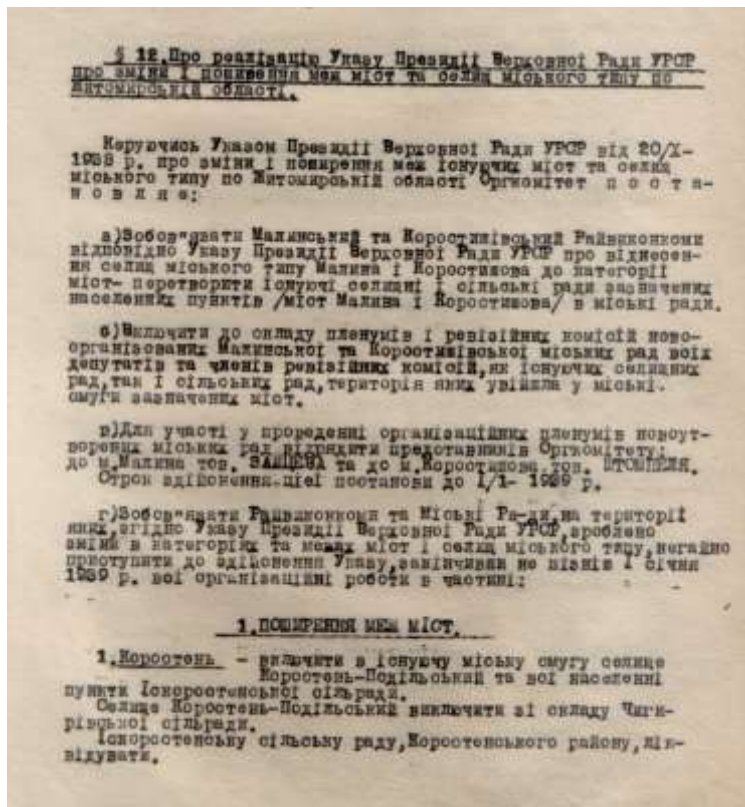 § 12.Про реалізацію Указу Президії Верховної Ради УРСР
про зміни і поширення меж міст та селищ міського типу по
Житомирській області.
Керуючись Указом Президії Верховної Ради УРСР від 20/X-
1938 р. про зміни і поширення меж існуючих міст та селищ
міського типу по Житомирській області Оргкомітет п о с т а -
н о в л я є:
а)Зобов"язати Малинський та Коростишівський Райвиконкоми
відповідно Указу Президії Верховної Ради УРСР про віднесен-
ня селищ міського типу Малина і Коростишова до категорії
міст- перетворити існуючі селищні і сільські ради зазначених
населенних пунктів /міст Малина і Коростишова/ в міські ради.
б)Включити до складу пленумів і ревізійних комісій ново-
організованих Малинської та Коростишівської міських рад всіх
депутатів та членів ревізійних комісій,як існуючих селищних
рад,так і сільських рад,територія яких увійшла у міські
смуги зазначених міст.
в)Для участі у проведенні організаційних пленумів новоут-
ворених міських рад відрядити представників Оргкомітету:
до м.Малина тов. ЗАЙЦЕВА та до м.Коростишова тов. ШТОМПЕЛЯ.
Строк здійснення цієї постанови до 1/1- 1939 р.
г)Зобов"язати Райвиконкоми та Міські Ра-ди,на території
яких,згідно Указу Президії Верховної Ради УРСР,зроблено
зміни в категоріях та межах міст і селищ міського типу,негайно
приступити до здійснення Указу,закінчивши не пізніш 1 січня
1939 р. всі організаційні роботи в частині:
1.ПОШИРЕННЯ МЕЖ МІСТ.
1.Коростень - включити в існуючу міську смугу селище
Коростень-Подільський та всі населенні
пункти Іскоростенської сільради.
Селище Коростень-Подільський виключити зі складу Чиги-
рівської сільради.
Іскоростенську сільську раду,Коростенського району,лік-
відувати.